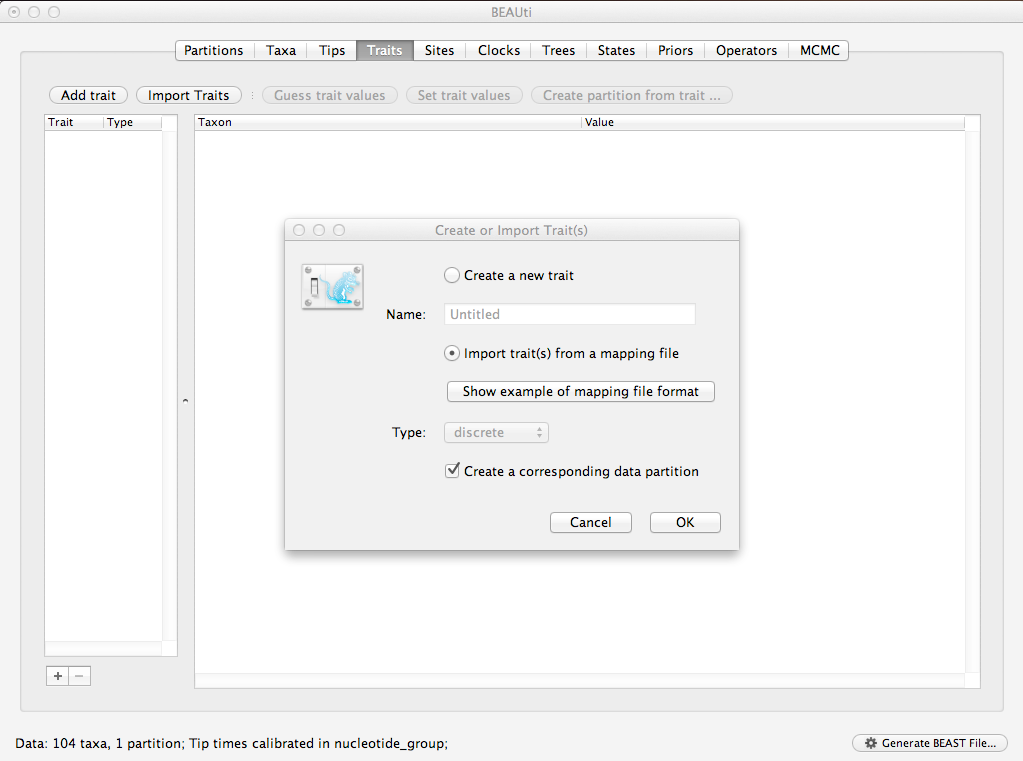 BEAUti
Partitions Taxa Tips Traits Sites Clocks Trees States Priors Operators MCMC
Add trait Import Traits Guess trait values Set trait values Create partition from trait ...
Trait Type Taxon Value
Create or Import Trait(s)
Create a new trait
Name: Untitled
Import trait(s) from a mapping file
Show example of mapping file format
Type: discrete
Create a corresponding data partition
Cancel OK
+ −
Data: 104 taxa, 1 partition; Tip times calibrated in nucleotide_group;
Generate BEAST File...